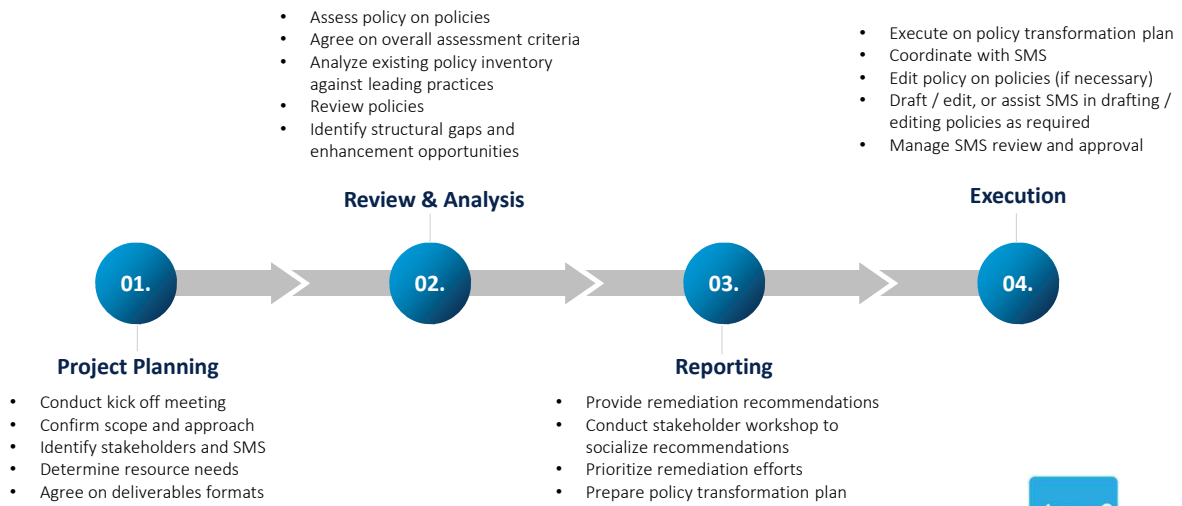 • Assess policy on policies
• Agree on overall assessment criteria
• Analyze existing policy inventory
against leading practices
• Review policies
• Identify structural gaps and
enhancement opportunities
Review & Analysis
• Execute on policy transformation plan
• Coordinate with SMS
• Edit policy on policies (if necessary)
• Draft / edit, or assist SMS in drafting /
editing policies as required
• Manage SMS review and approval
Execution
01.
02.
03.
04.
Project Planning
• Conduct kick off meeting
• Confirm scope and approach
• Identify stakeholders and SMS
• Determine resource needs
• Agree on deliverables formats
Reporting
• Provide remediation recommendations
• Conduct stakeholder workshop to
socialize recommendations
• Prioritize remediation efforts
• Prepare policy transformation plan